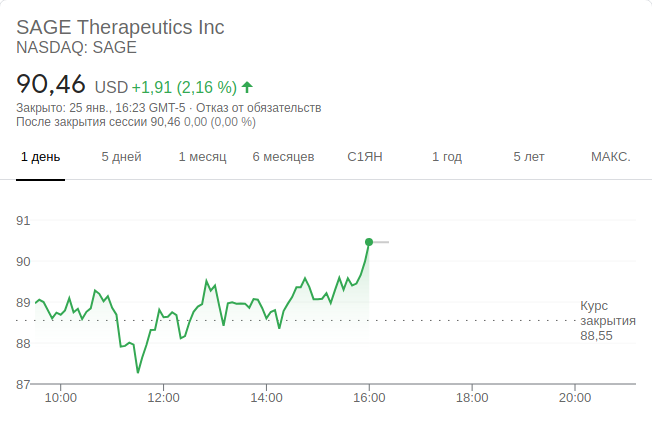 SAGE Therapeutics Inc
NASDAQ: SAGE
90,46 USD +1,91 (2,16 %)
Закрыто: 25 янв., 16:23 GMT-5 · Отказ от обязательств
После закрытия сессии 90,46 0,00 (0,00 %)
1 день 5 дней 1 месяц 6 месяцев С1ЯН 1 год 5 лет МАКС.
91
90
89
Курс
закрытия
88,55
88
87
10:00 12:00 14:00 16:00 18:00 20:00